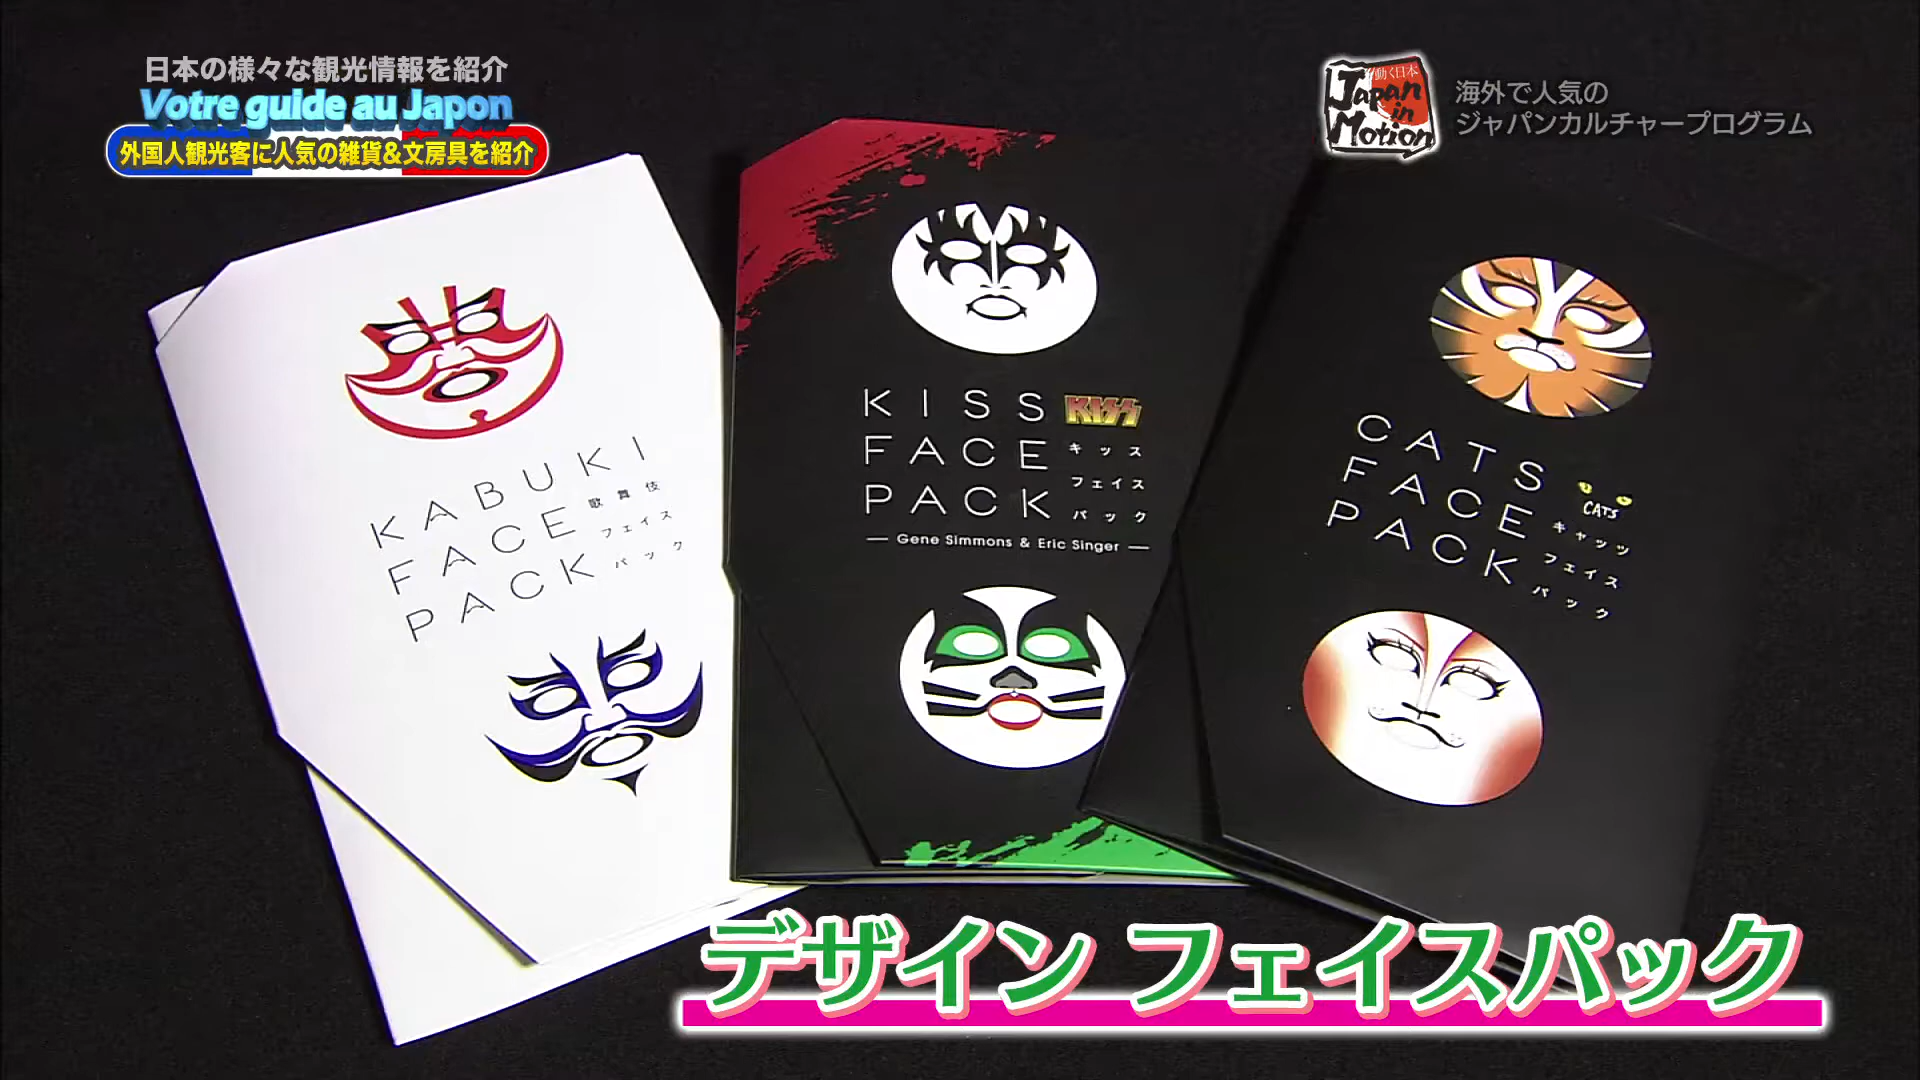 日本の様々な観光情報を紹介
Votre guide au Japon
外国人観光客に人気の雑貨&文房具を紹介
働く日本
Japan
in
Motion
海外で人気の
ジャパンカルチャープログラム
KABUKI
FACE 歌舞伎
PACK フェイス
パック
KISS KISS
FACE キッス
PACK フェイス
パック
— Gene Simmons & Eric Singer —
CATS
FACE CATS
PACK キャッツ
フェイス
パック
デザイン フェイスパック